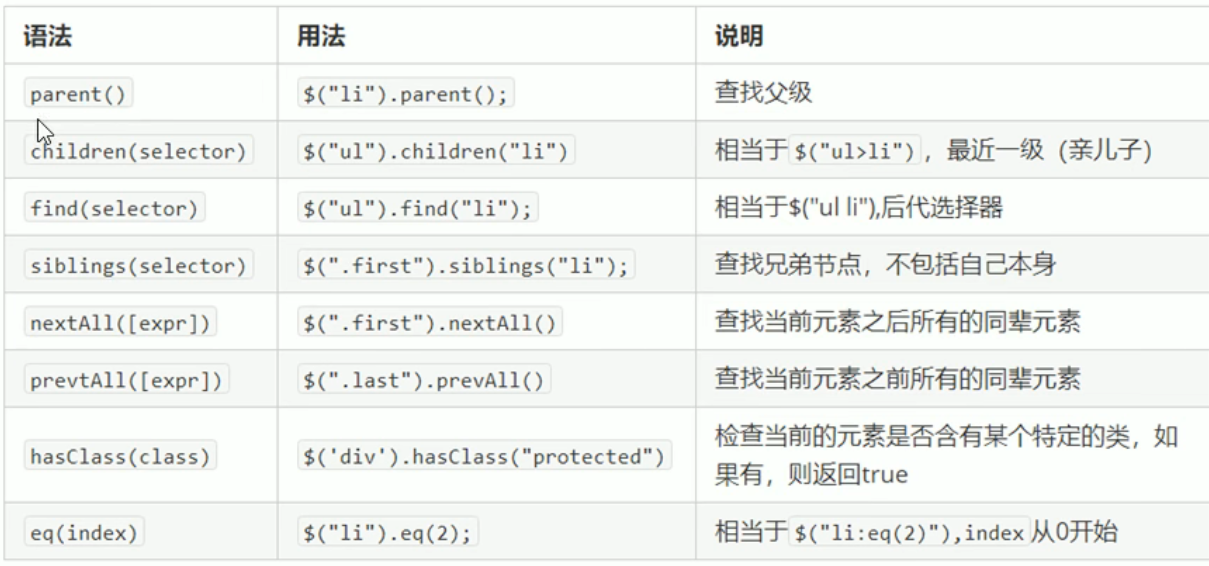 语法 用法 说明
parent() $("li").parent(); 查找父级
children(selector) $("ul").children("li") 相当于$("ul>li")，最近一级（亲儿子）
find(selector) $("ul").find("li"); 相当于$("ul li"),后代选择器
siblings(selector) $(".first").siblings("li"); 查找兄弟节点，不包括自己本身
nextAll([expr]) $(".first").nextAll() 查找当前元素之后所有的同辈元素
prevtAll([expr]) $(".last").prevAll() 查找当前元素之前所有的同辈元素
hasClass(class) $('div').hasClass("protected") 检查当前的元素是否含有某个特定的类，如
果有，则返回true
eq(index) $("li").eq(2); 相当于$("li:eq(2)"),index从0开始